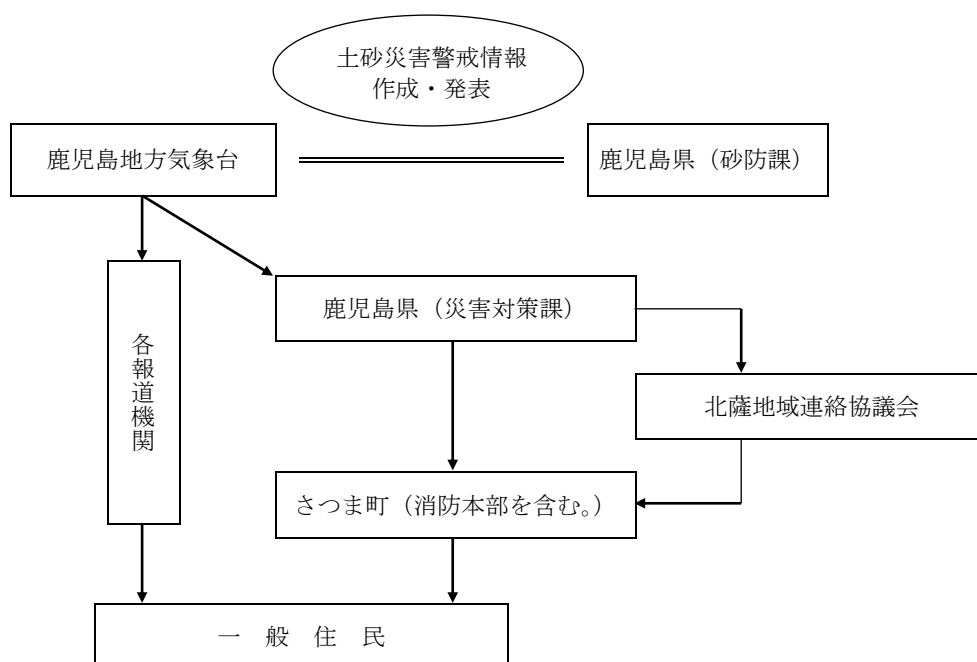 土砂災害警戒情報
作成・発表
鹿児島地方気象台
鹿児島県（砂防課）
鹿児島県（災害対策課）
各報道機関
北薩地域連絡協議会
さつま町（消防本部を含む。）
一　般　住　民